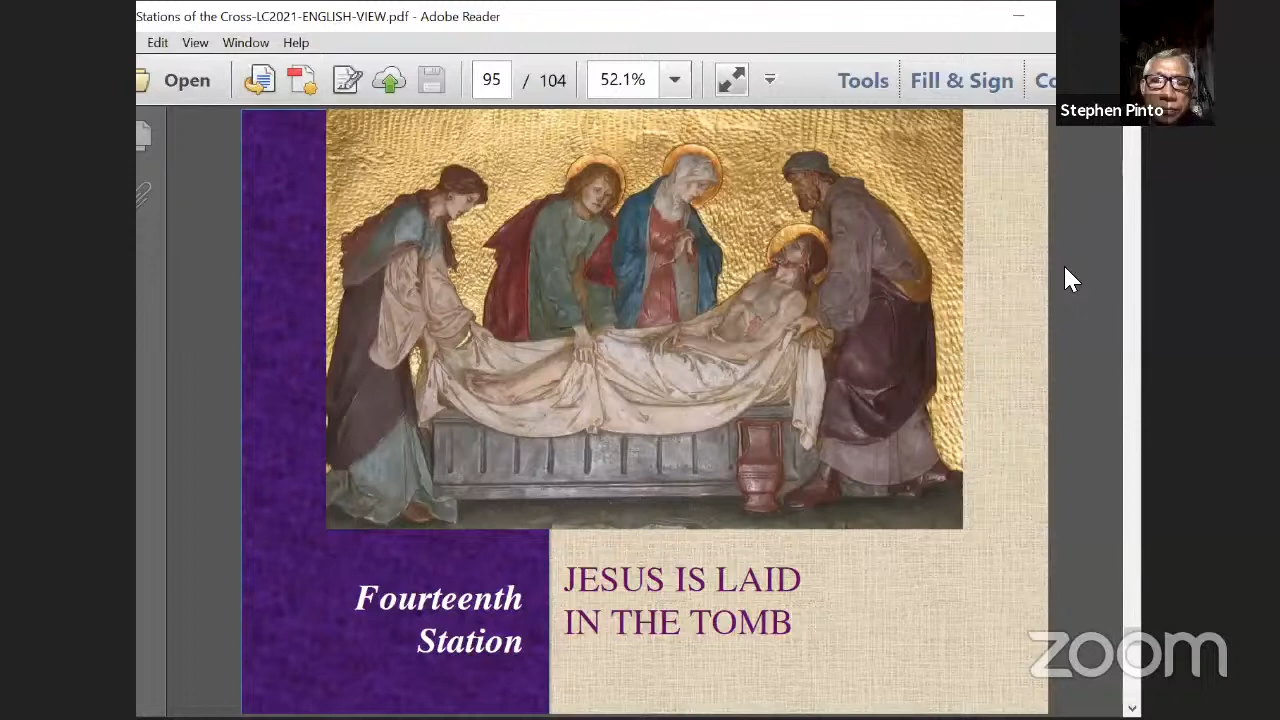 Stations of the Cross-LC2021-ENGLISH-VIEW.pdf - Adobe Reader
Edit View Window Help
Open 95 / 104 52.1% Tools Fill & Sign Co
Stephen Pinto
Fourteenth
Station
JESUS IS LAID
IN THE TOMB
zoom